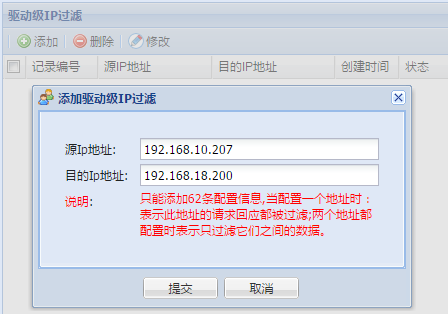 驱动级IP过滤
添加 删除 修改
记录编号 源IP地址 目的IP地址 创建时间 状态
添加驱动级IP过滤
源Ip地址: 192.168.10.207
目的Ip地址: 192.168.18.200
说明: 只能添加62条配置信息,当配置一个地址时：
表示此地址的请求回应都被过滤;两个地址都
配置时表示只过滤它们之间的数据。
提交 取消